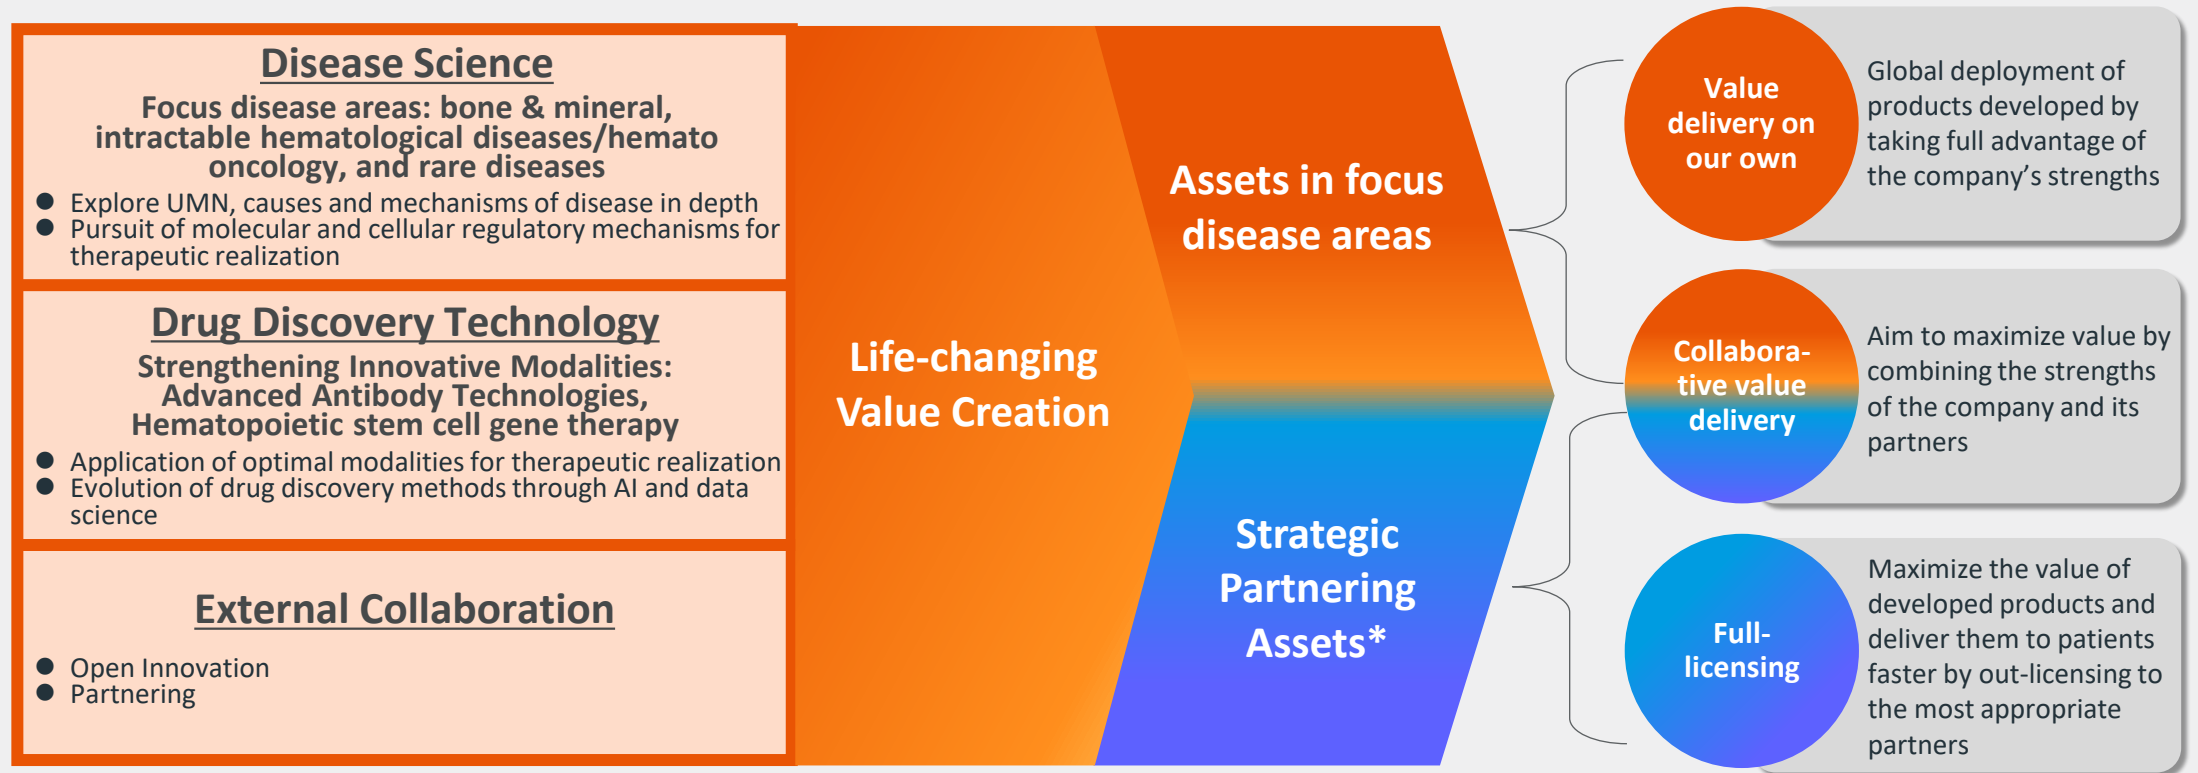 Disease Science
Focus disease areas: bone & mineral,
intractable hematological diseases/hemato
oncology, and rare diseases
● Explore UMN, causes and mechanisms of disease in depth
● Pursuit of molecular and cellular regulatory mechanisms for
therapeutic realization
Drug Discovery Technology
Strengthening Innovative Modalities:
Advanced Antibody Technologies,
Hematopoietic stem cell gene therapy
● Application of optimal modalities for therapeutic realization
● Evolution of drug discovery methods through AI and data
science
External Collaboration
● Open Innovation
● Partnering
Life-changing
Value Creation
Assets in focus
disease areas
Strategic
Partnering
Assets*
Value
delivery on
our own
Global deployment of
products developed by
taking full advantage of
the company’s strengths
Collabora-
tive value
delivery
Aim to maximize value by
combining the strengths
of the company and its
partners
Full-
licensing
Maximize the value of
developed products and
deliver them to patients
faster by out-licensing to
the most appropriate
partners